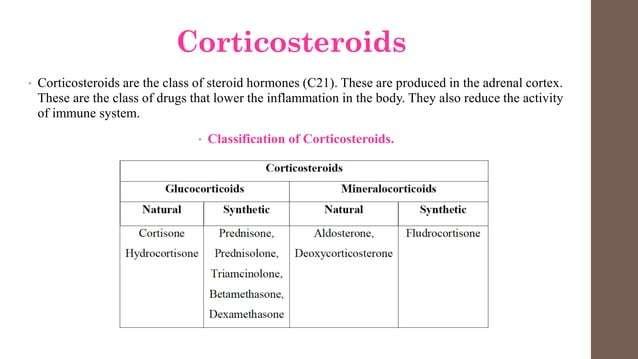 Corticosteroids
• Corticosteroids are the class of steroid hormones (C21). These are produced in the adrenal cortex.
These are the class of drugs that lower the inflammation in the body. They also reduce the activity
of immune system.
• Classification of Corticosteroids.
Corticosteroids
Glucocorticoids Mineralocorticoids
Natural Synthetic Natural Synthetic
Cortisone Prednisone, Aldosterone, Fludrocortisone
Hydrocortisone Prednisolone, Deoxycorticosterone
Triamcinolone,
Betamethasone,
Dexamethasone